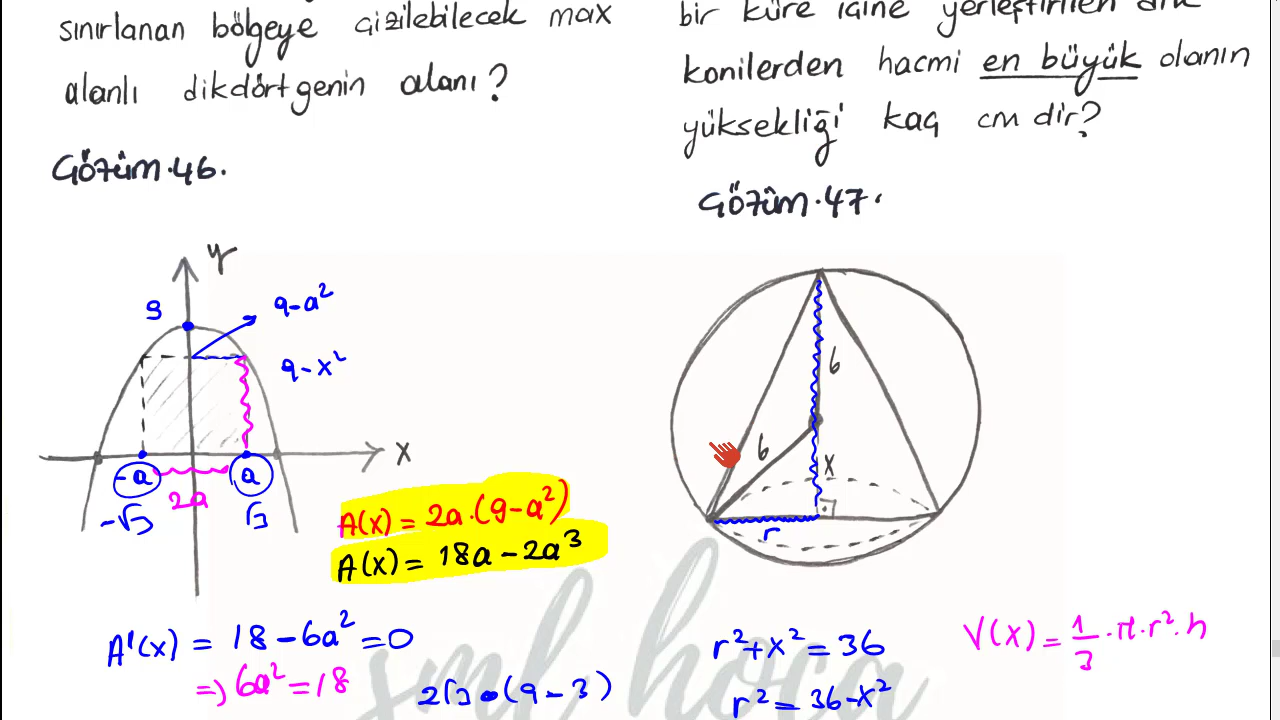 sınırlanan bölgeye çizilebilecek max
alanlı dikdörtgenin alanı?
Çözüm.46.
y
9
9-a²
9-x²
x
-a
a
2a
-√3
√3
A(x) = 2a.(9-a²)
A(x) = 18a-2a³
A'(x) = 18-6a²=0
=> 6a²=18
2√3.(9-3)
bir küre içine yerleştirilen dik
konilerden hacmi en büyük olanın
yüksekliği kaç cm dir?
Çözüm.47.
6
6
x
r
r²+x²=36
r²=36-x²
V(x)=1/3.π.r².h
sml hoca